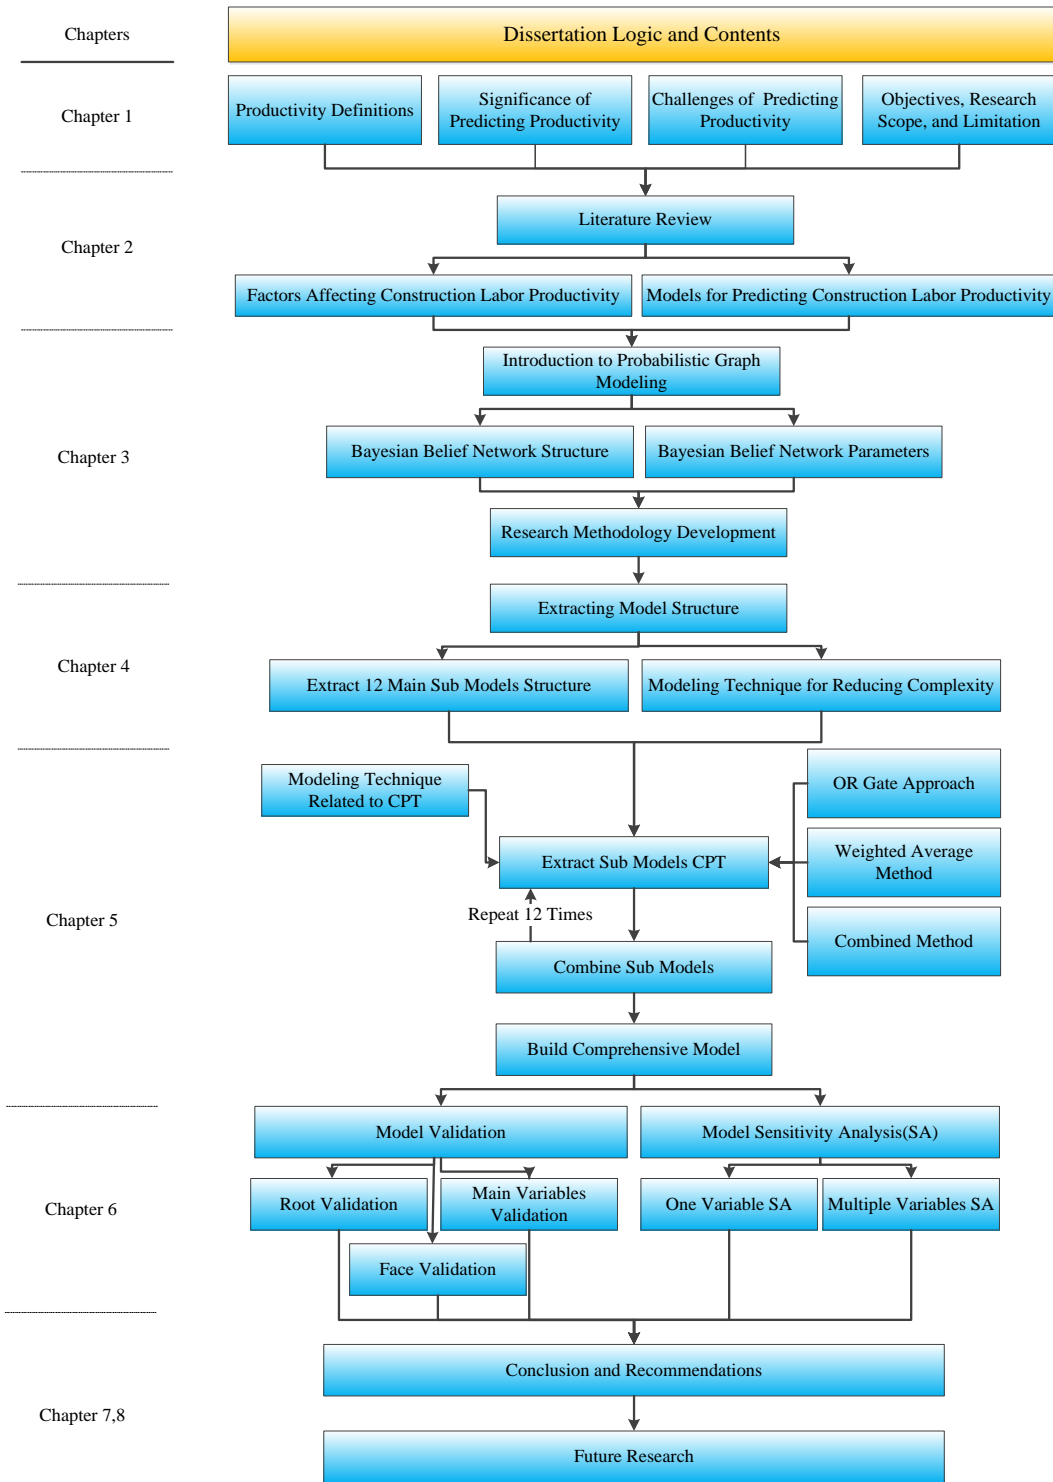 Chapters
Dissertation Logic and Contents
Chapter 1
Productivity Definitions
Significance of
Predicting Productivity
Challenges of Predicting
Productivity
Objectives, Research
Scope, and Limitation
Chapter 2
Literature Review
Factors Affecting Construction Labor Productivity
Models for Predicting Construction Labor Productivity
Chapter 3
Introduction to Probabilistic Graph
Modeling
Bayesian Belief Network Structure
Bayesian Belief Network Parameters
Research Methodology Development
Chapter 4
Extracting Model Structure
Extract 12 Main Sub Models Structure
Modeling Technique for Reducing Complexity
Chapter 5
Modeling Technique
Related to CPT
OR Gate Approach
Extract Sub Models CPT
Weighted Average
Method
Repeat 12 Times
Combined Method
Combine Sub Models
Build Comprehensive Model
Chapter 6
Model Validation
Model Sensitivity Analysis(SA)
Root Validation
Main Variables
Validation
One Variable SA
Multiple Variables SA
Face Validation
Chapter 7,8
Conclusion and Recommendations
Future Research